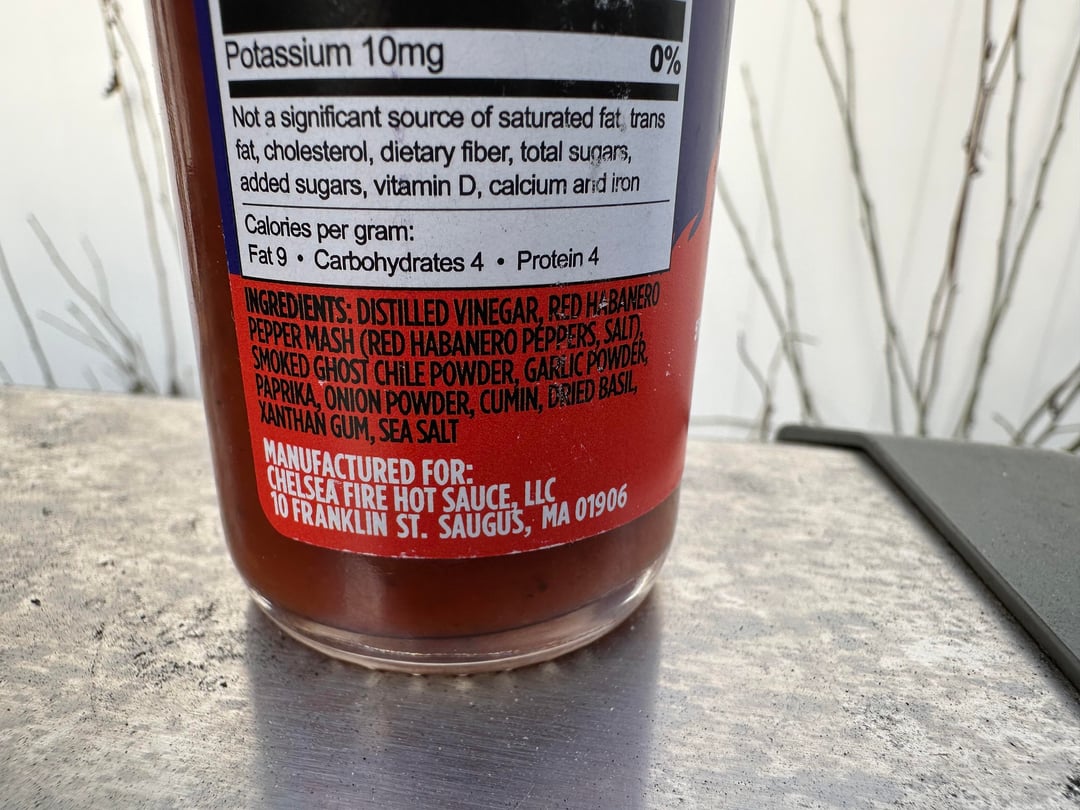 Potassium 10mg 0%
Not a significant source of saturated fat, trans
fat, cholesterol, dietary fiber, total sugars,
added sugars, vitamin D, calcium and iron
Calories per gram:
Fat 9 • Carbohydrates 4 • Protein 4
INGREDIENTS: DISTILLED VINEGAR, RED HABANERO
PEPPER MASH (RED HABANERO PEPPERS, SALT),
SMOKED GHOST CHILE POWDER, GARLIC POWDER,
PAPRIKA, ONION POWDER, CUMIN, DRIED BASIL,
XANTHAN GUM, SEA SALT
MANUFACTURED FOR:
CHELSEA FIRE HOT SAUCE, LLC
10 FRANKLIN ST. SAUGUS, MA 01906